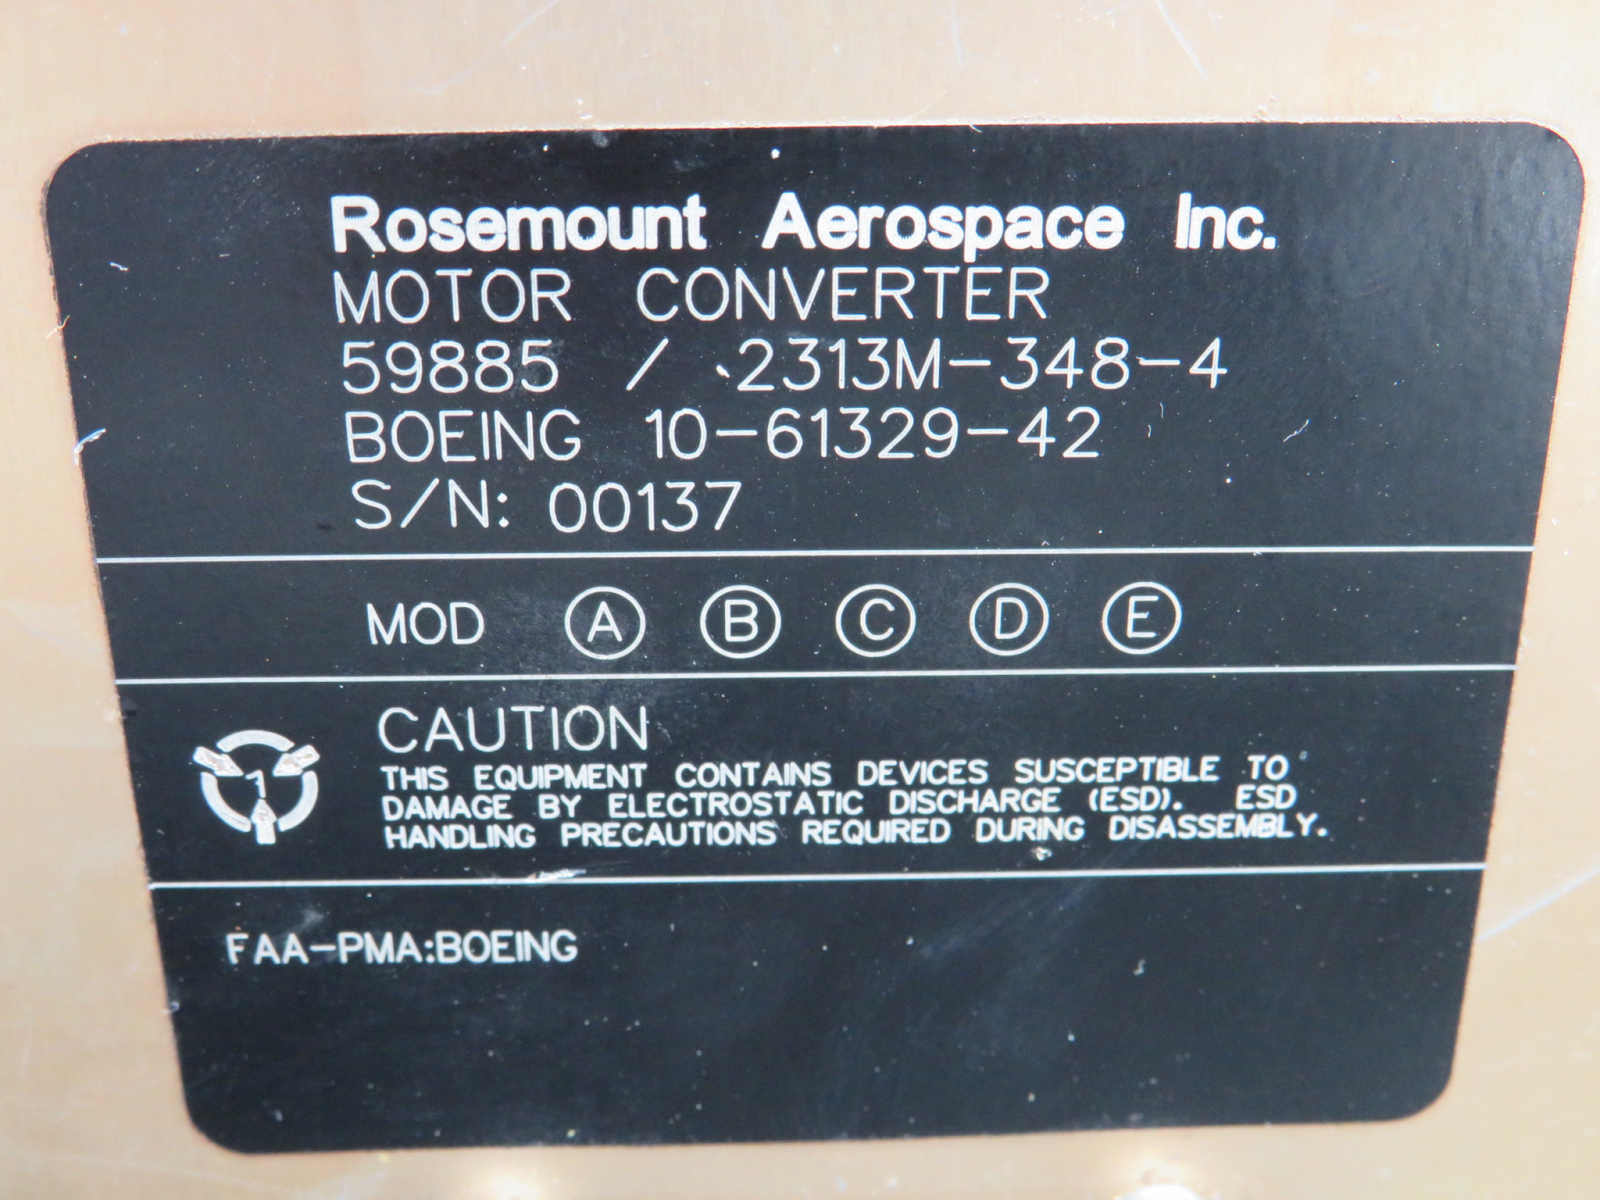 Rosemount Aerospace Inc.
MOTOR CONVERTER
59885 / 2313M-348-4
BOEING 10-61329-42
S/N: 00137
MOD A B C D E
CAUTION
THIS EQUIPMENT CONTAINS DEVICES SUSCEPTIBLE TO
DAMAGE BY ELECTROSTATIC DISCHARGE (ESD). ESD
HANDLING PRECAUTIONS REQUIRED DURING DISASSEMBLY.
FAA-PMA:BOEING